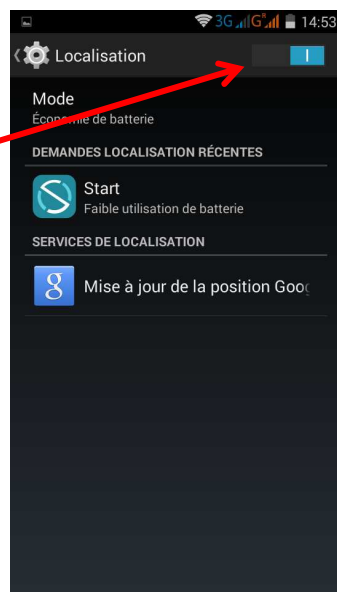 3G G R 14:53
Localisation
Mode
Économie de batterie
DEMANDES LOCALISATION RÉCENTES
Start
Faible utilisation de batterie
SERVICES DE LOCALISATION
8 Mise à jour de la position Goog